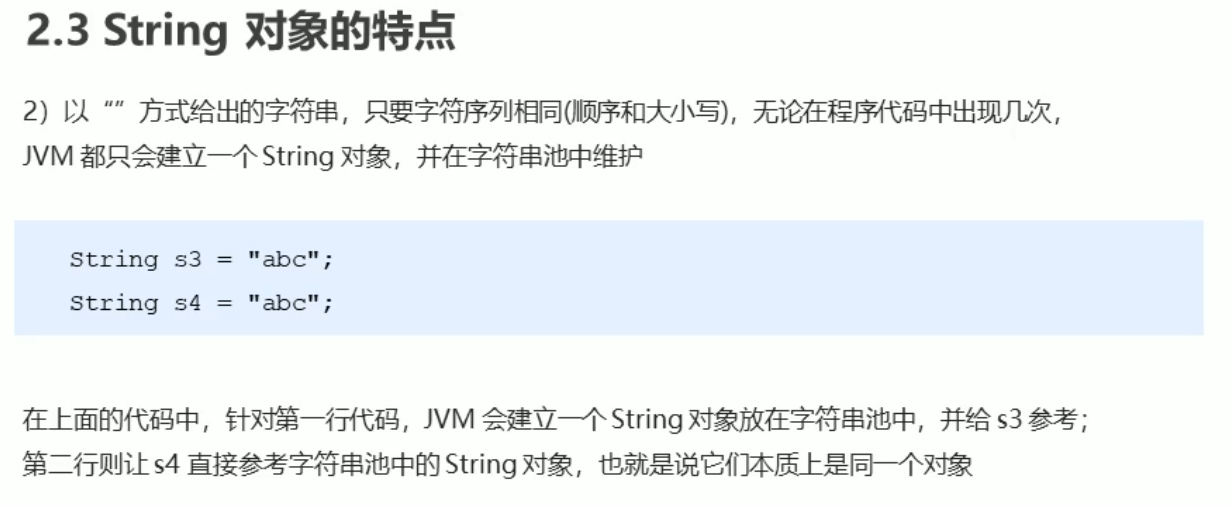 2.3 String 对象的特点
2）以“”方式给出的字符串，只要字符序列相同(顺序和大小写)，无论在程序代码中出现几次，
JVM 都只会建立一个 String 对象，并在字符串池中维护
String s3 = "abc";
String s4 = "abc";
在上面的代码中，针对第一行代码，JVM 会建立一个 String 对象放在字符串池中，并给 s3 参考；
第二行则让 s4 直接参考字符串池中的 String 对象，也就是说它们本质上是同一个对象